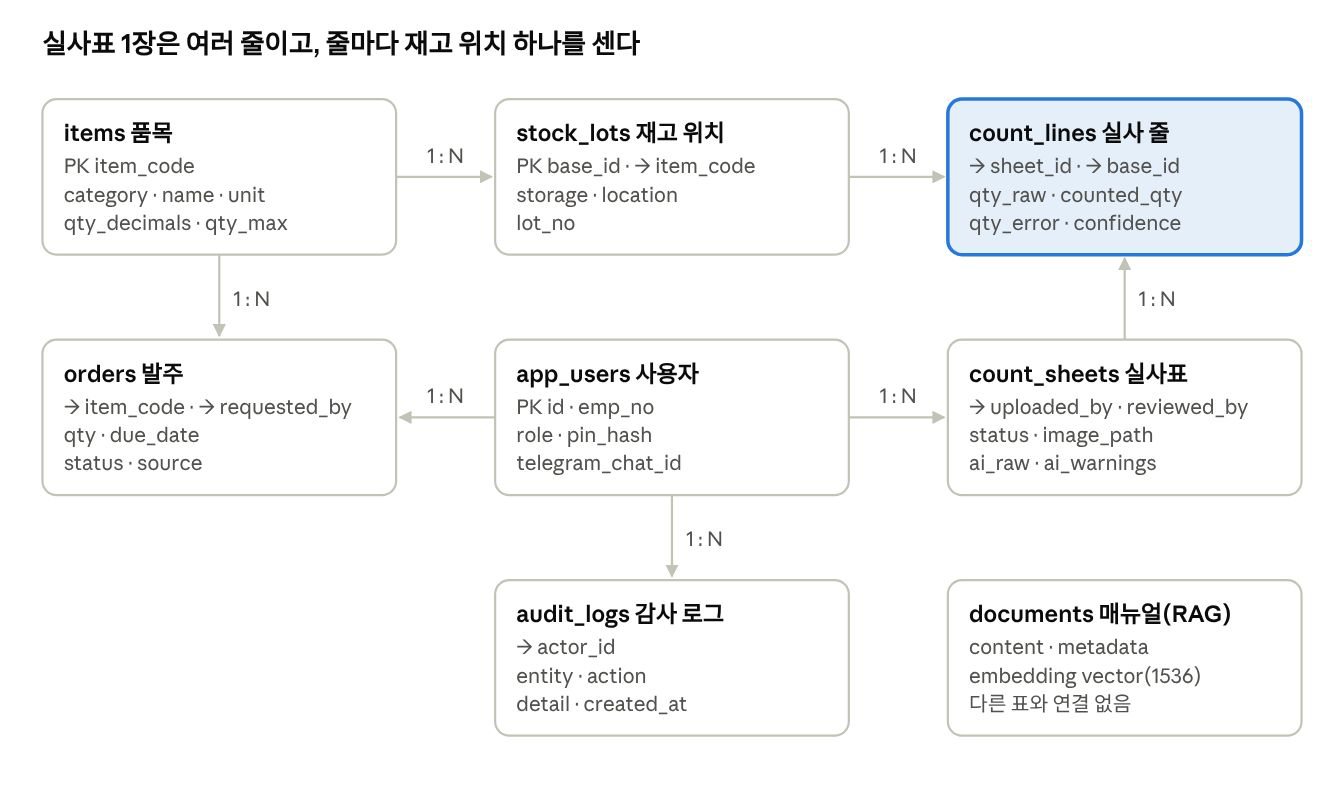 실사표 1장은 여러 줄이고, 줄마다 재고 위치 하나를 센다
items 품목
PK item_code
category · name · unit
qty_decimals · qty_max
1:N
stock_lots 재고 위치
PK base_id · → item_code
storage · location
lot_no
1:N
count_lines 실사 줄
→ sheet_id · → base_id
qty_raw · counted_qty
qty_error · confidence
1:N
1:N
orders 발주
→ item_code · → requested_by
qty · due_date
status · source
1:N
app_users 사용자
PK id · emp_no
role · pin_hash
telegram_chat_id
1:N
count_sheets 실사표
→ uploaded_by · reviewed_by
status · image_path
ai_raw · ai_warnings
1:N
audit_logs 감사 로그
→ actor_id
entity · action
detail · created_at
documents 매뉴얼(RAG)
content · metadata
embedding vector(1536)
다른 표와 연결 없음